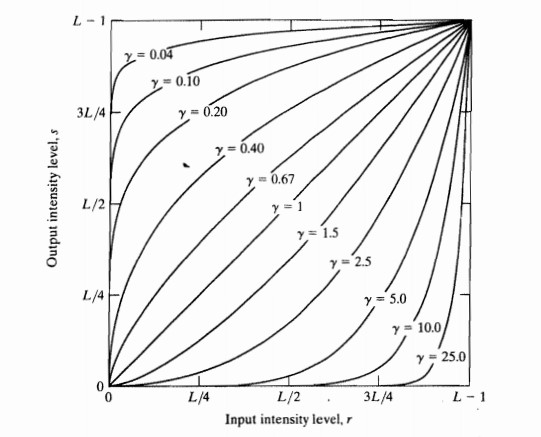 L − 1
γ = 0.04
γ = 0.10
3L/4
γ = 0.20
γ = 0.40
γ = 0.67
L/2
γ = 1
γ = 1.5
γ = 2.5
L/4
γ = 5.0
γ = 10.0
γ = 25.0
0
0
L/4
L/2
3L/4
L − 1
Output intensity level, s
Input intensity level, r